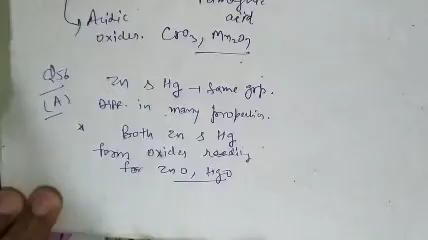 acid
Acidic
oxides. CrO3, Mn2O7
Q56
(A)
Zn & Hg → Same grp.
Diff. in many properties.
* Both Zn & Hg
form oxides
for ZnO, HgO